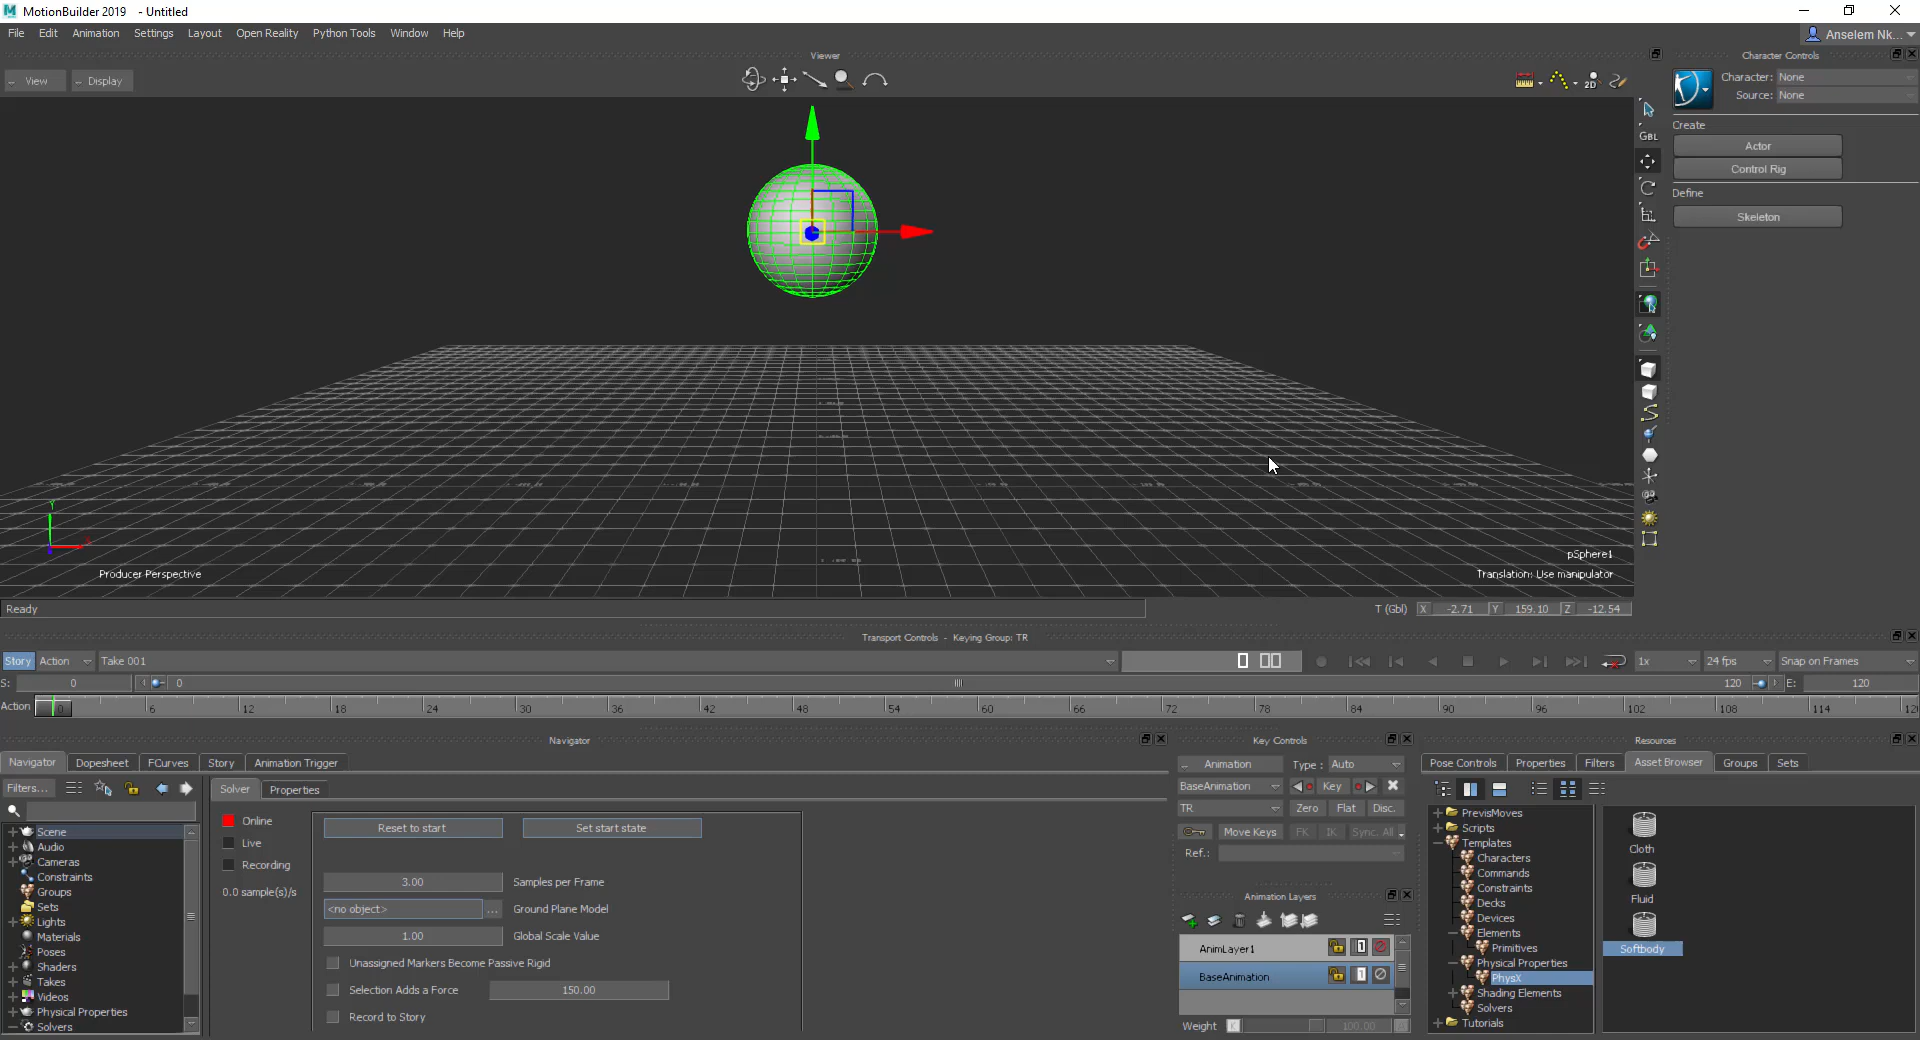 MotionBuilder 2019 - Untitled
File Edit Animation Settings Layout Open Reality Python Tools Window Help
Anselem Nk...
Viewer
View Display
2D
Character Controls
Character: None
Source: None
Create
Actor
Control Rig
Define
Skeleton
GBL
Y
X
Producer Perspective
pSphere1
Translation: Use manipulator
Ready
T (Gbl) X -2.71 Y 159.10 Z -12.54
Transport Controls - Keying Group: TR
Story Action Take 001
1x 24 fps Snap on Frames
S: 0 0 120 E: 120
Action 0 6 12 18 24 30 36 42 48 54 60 66 72 78 84 90 96 102 108 114 12
Navigator
Navigator Dopesheet FCurves Story Animation Trigger
Filters...
Scene
Audio
Cameras
Constraints
Groups
Sets
Lights
Materials
Poses
Shaders
Takes
Videos
Physical Properties
Solvers
Solver Properties
Online
Live
Recording
0.0 sample(s)/s
Reset to start Set start state
3.00 Samples per Frame
<no object> ... Ground Plane Model
1.00 Global Scale Value
Unassigned Markers Become Passive Rigid
Selection Adds a Force 150.00
Record to Story
Key Controls
Animation Type : Auto
BaseAnimation Key
TR Zero Flat Disc.
Move Keys FK IK Sync. All
Ref.:
Animation Layers
AnimLayer1
BaseAnimation
Weight K 100.00
Resources
Pose Controls Properties Filters Asset Browser Groups Sets
PrevisMoves
Scripts
Templates
Characters
Commands
Constraints
Decks
Devices
Elements
Primitives
Physical Properties
PhysX
Shading Elements
Solvers
Tutorials
Cloth
Fluid
Softbody